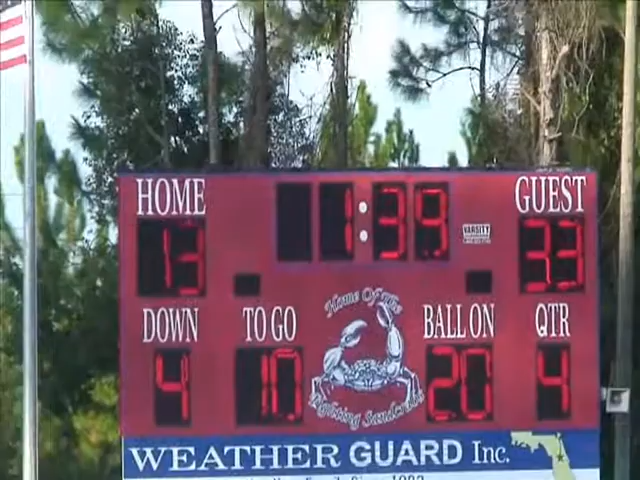 HOME 1:39 GUEST
13 VARSITY 33
DOWN TO GO Home Of The BALL ON QTR
4 10 20 4
Fighting Sandcrabs
WEATHER GUARD Inc.